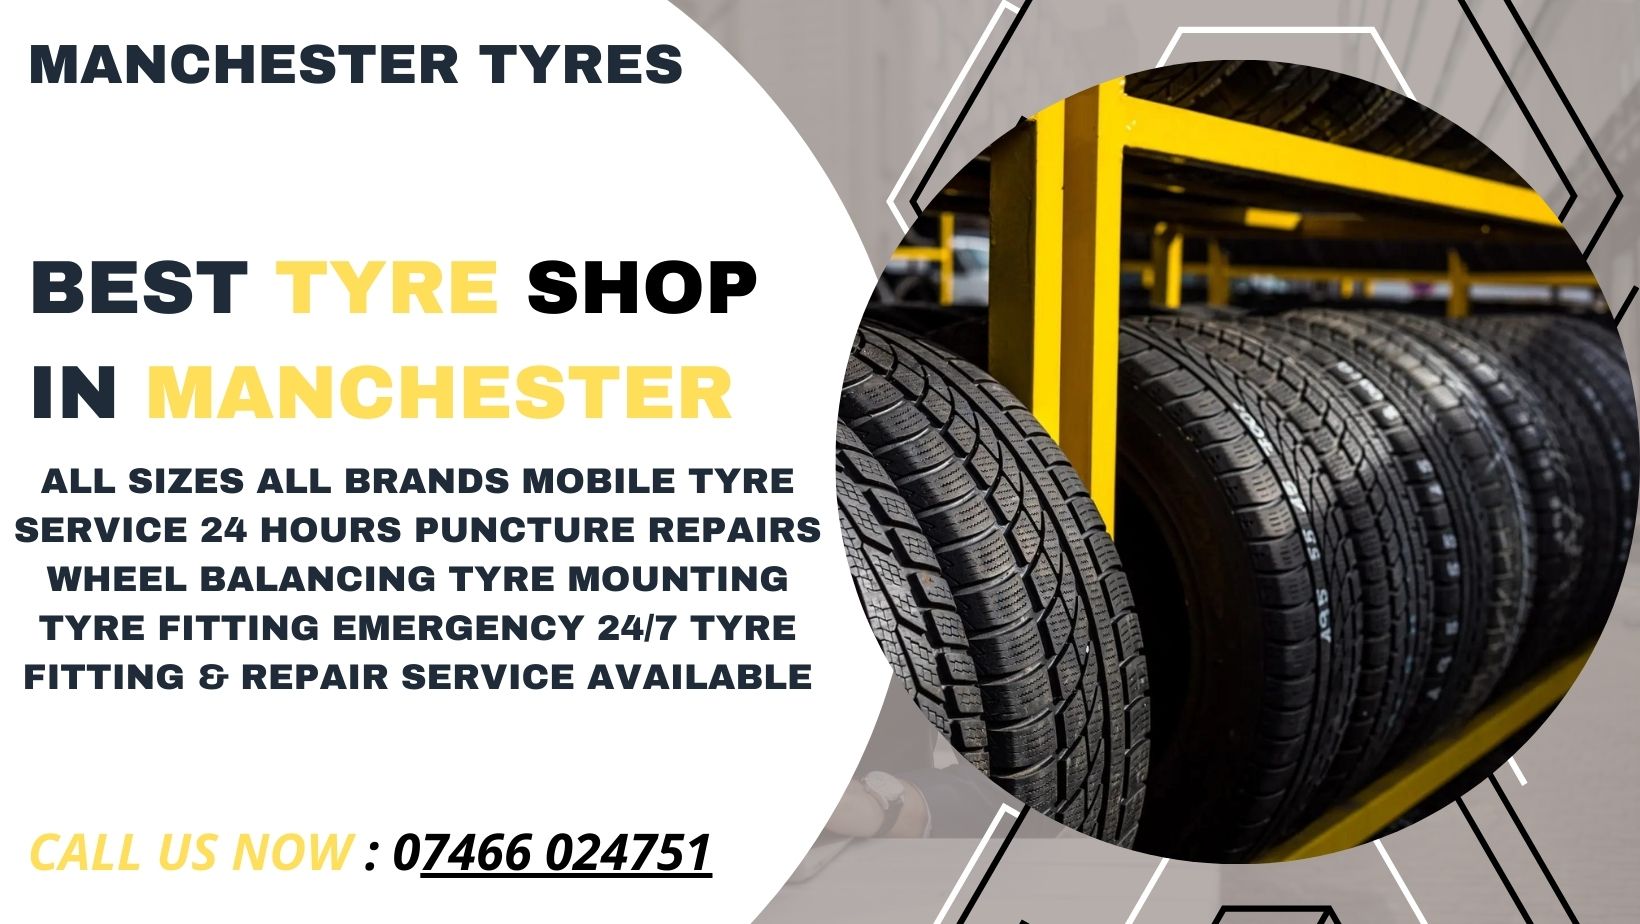 MANCHESTER TYRES
BEST TYRE SHOP
IN MANCHESTER
ALL SIZES ALL BRANDS MOBILE TYRE
SERVICE 24 HOURS PUNCTURE REPAIRS
WHEEL BALANCING TYRE MOUNTING
TYRE FITTING EMERGENCY 24/7 TYRE
FITTING & REPAIR SERVICE AVAILABLE
CALL US NOW : 07466 024751